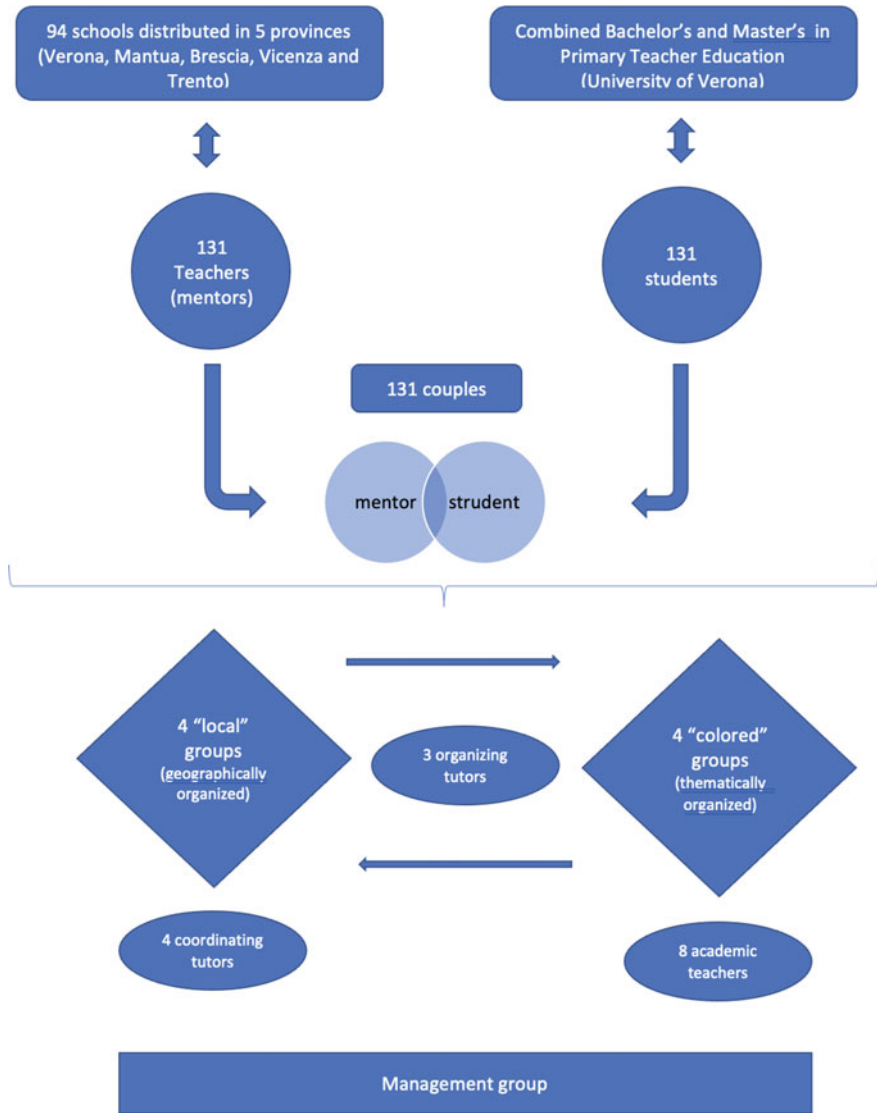 94 schools distributed in 5 provinces
(Verona, Mantua, Brescia, Vicenza and
Trento)
Combined Bachelor’s and Master’s in
Primary Teacher Education
(University of Verona)
131
Teachers
(mentors)
131
students
131 couples
mentor
strudent
4 “local”
groups
(geographically
organized)
3 organizing
tutors
4 “colored”
groups
(thematically
organized)
4 coordinating
tutors
8 academic
teachers
Management group